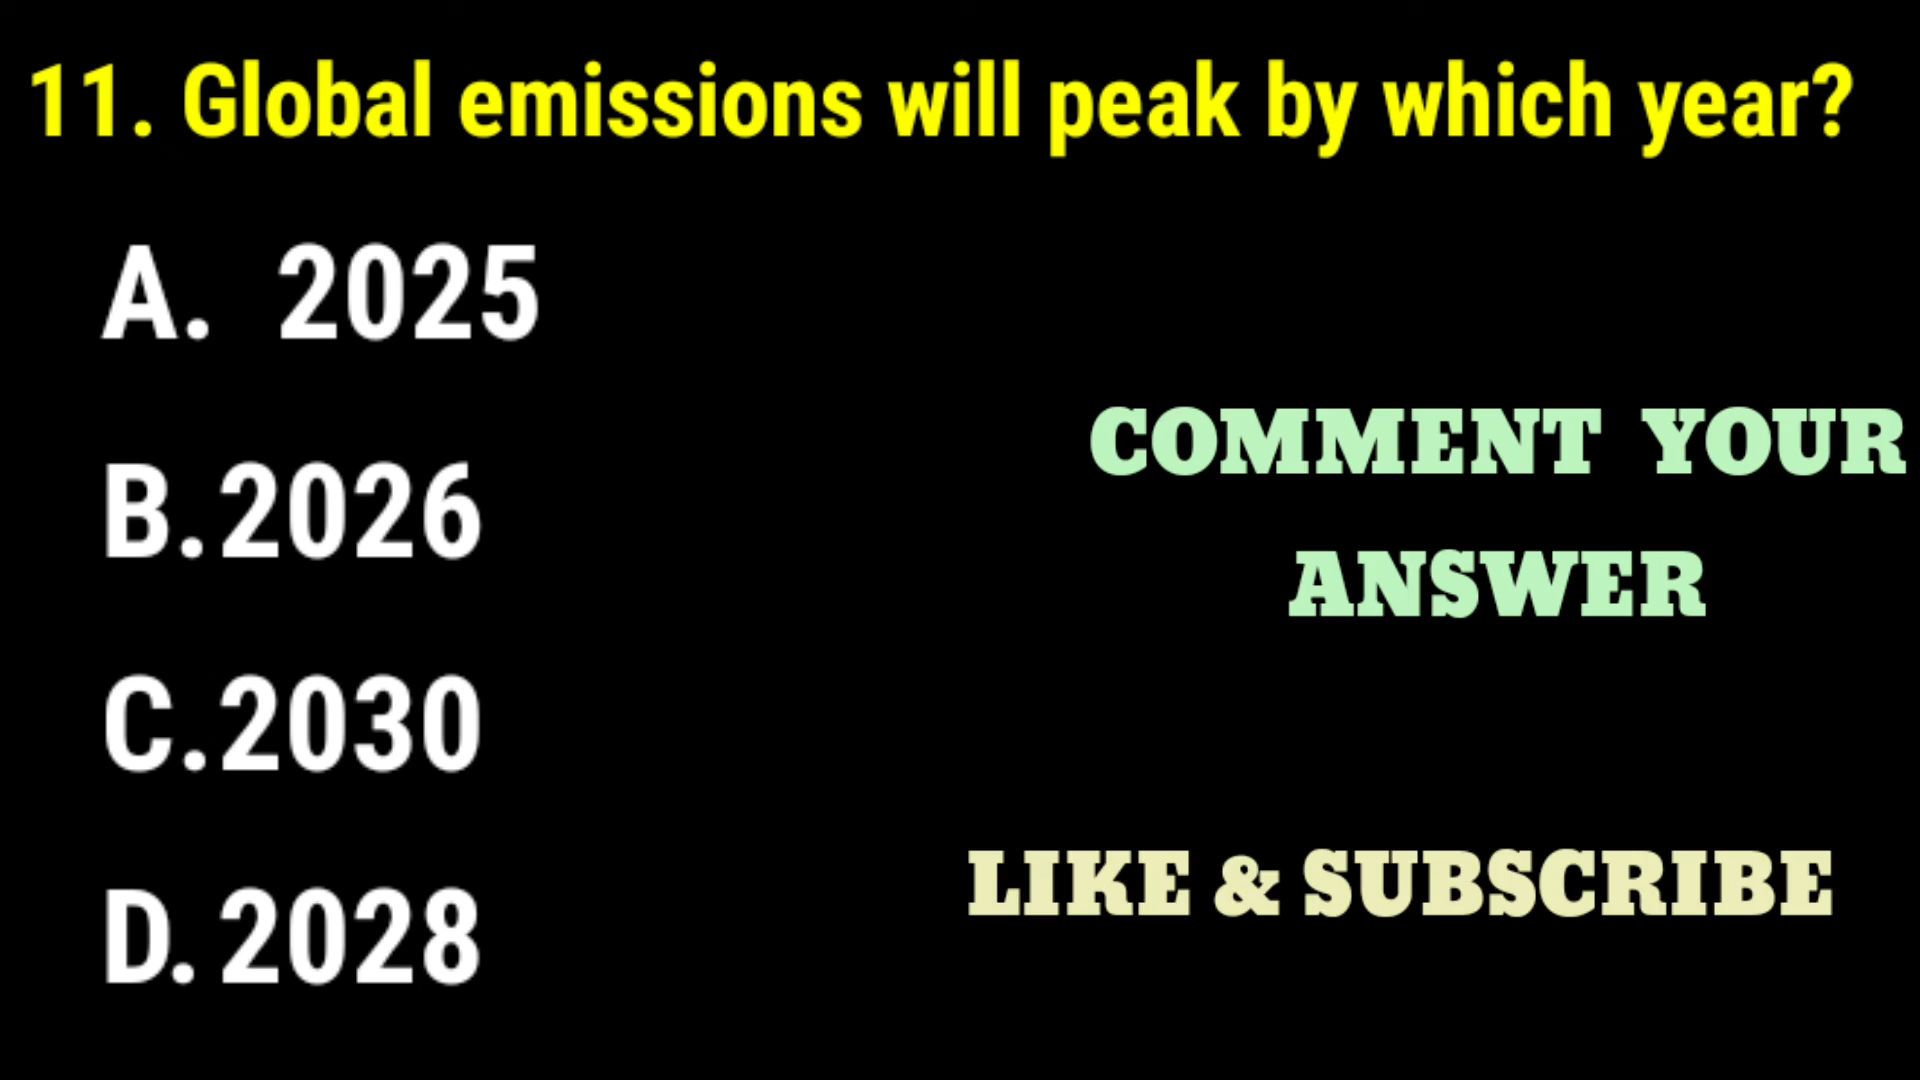 11. Global emissions will peak by which year?
A. 2025
B.2026
C.2030
D.2028
COMMENT YOUR
ANSWER
LIKE & SUBSCRIBE